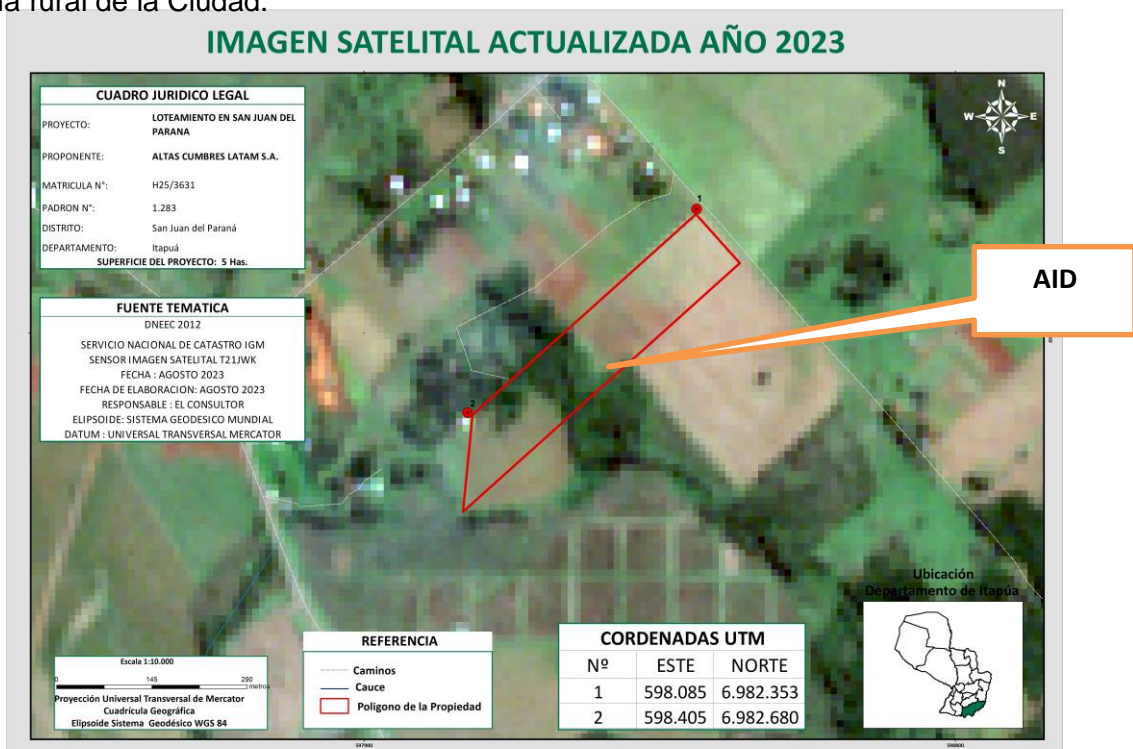 la rural de la Ciudad.
IMAGEN SATELITAL ACTUALIZADA AÑO 2023
CUADRO JURIDICO LEGAL
PROYECTO: LOTEAMIENTO EN SAN JUAN DEL
PARANA
PROPONENTE: ALTAS CUMBRES LATAM S.A.
MATRICULA N°: H25/3631
PADRON N°: 1.283
DISTRITO: San Juan del Paraná
DEPARTAMENTO: Itapuá
SUPERFICIE DEL PROYECTO: 5 Has.
FUENTE TEMATICA
DNEEC 2012
SERVICIO NACIONAL DE CATASTRO IGM
SENSOR IMAGEN SATELITAL T21JWK
FECHA : AGOSTO 2023
FECHA DE ELABORACION: AGOSTO 2023
RESPONSABLE : EL CONSULTOR
ELIPSOIDE: SISTEMA GEODESICO MUNDIAL
DATUM : UNIVERSAL TRANSVERSAL MERCATOR
N
W E
S
1
AID
2
8
Ubicación
Departamento de Itapúa
REFERENCIA
Caminos
Cauce
Poligono de la Propiedad
CORDENADAS UTM
Nº ESTE NORTE
1 598.085 6.982.353
2 598.405 6.982.680
Escala 1:10.000
0 145 290
metros
Proyección Universal Transversal de Mercator
Cuadrícula Geográfica
Elipsoide Sistema Geodésico WGS 84
597900 598800